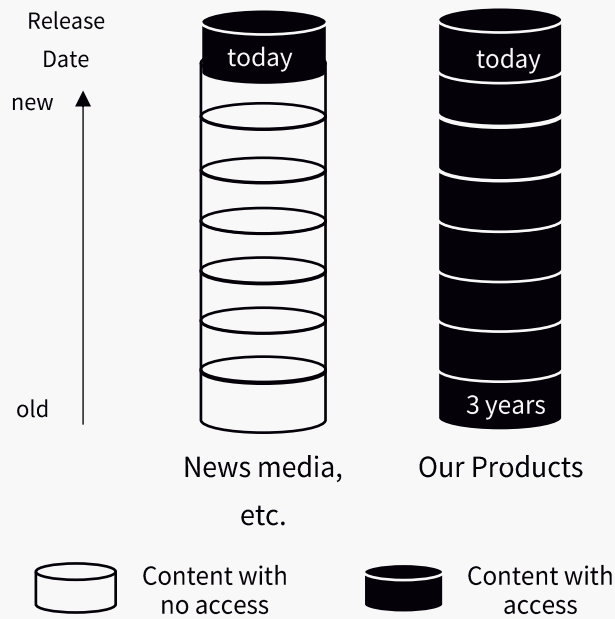 Release
Date
new
old
today
today
3 years
News media,
etc.
Our Products
Content with
no access
Content with
access